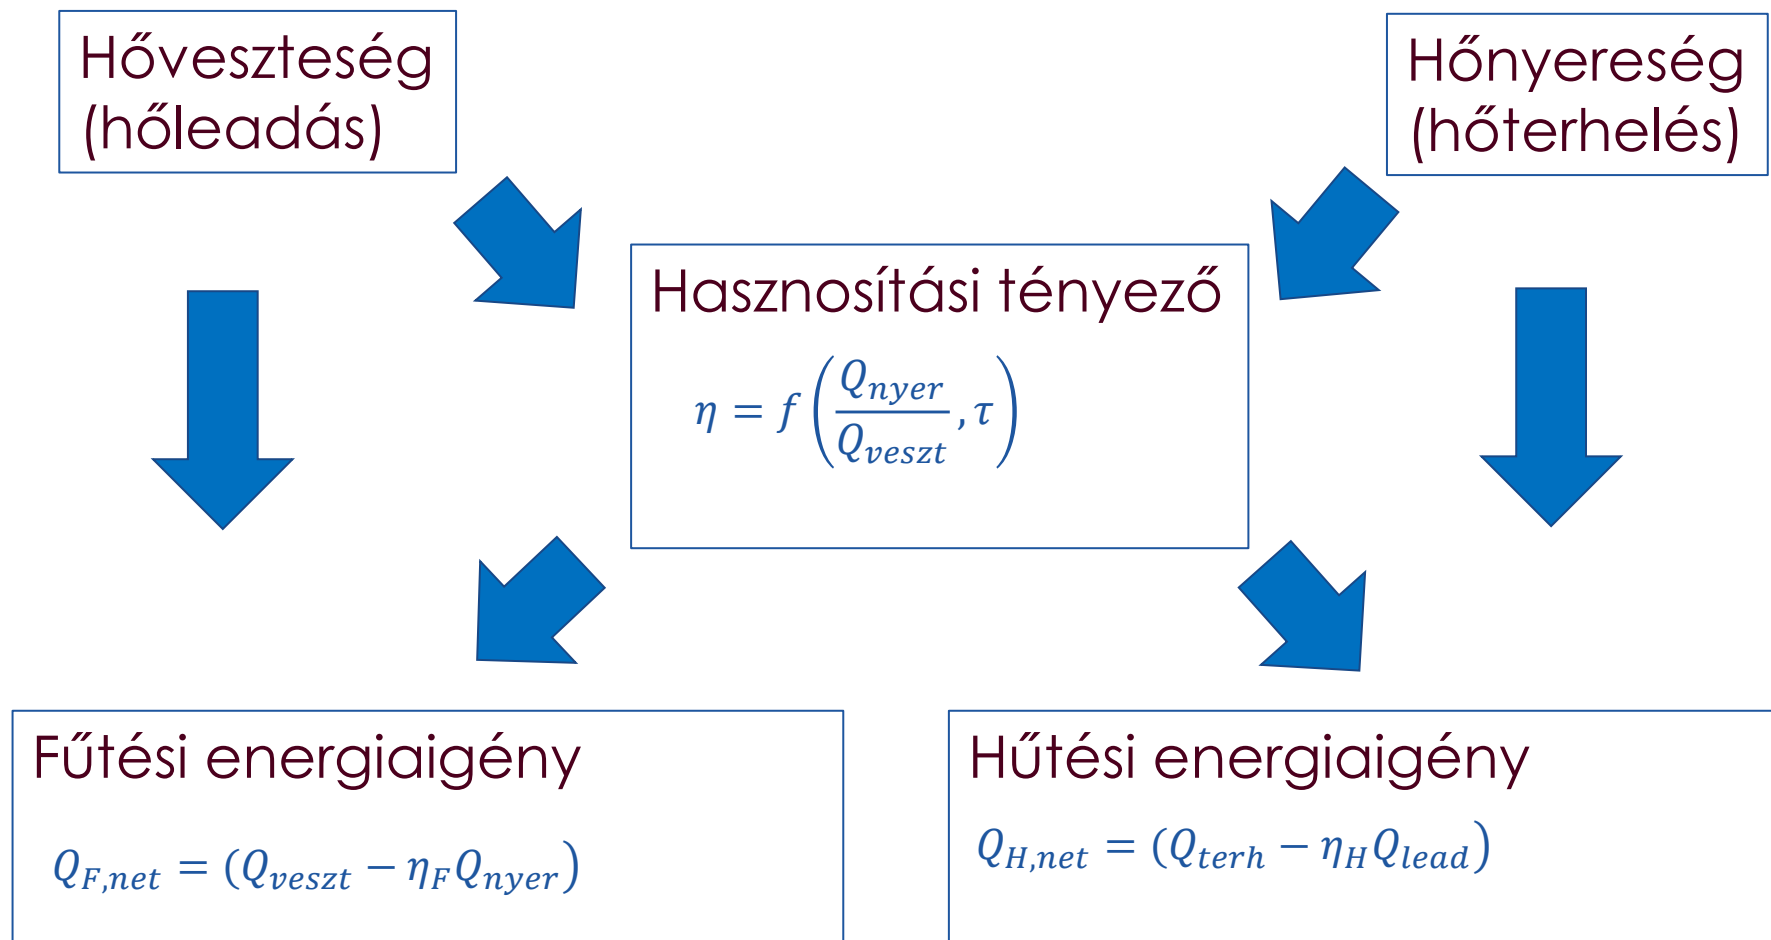 Hőveszteség
(hőleadás)
Hőnyereség
(hőterhelés)
Hasznosítási tényező
η = f(Q_nyer / Q_veszt , τ)
Fűtési energiaigény
Q_F,net = (Q_veszt − η_F Q_nyer)
Hűtési energiaigény
Q_H,net = (Q_terh − η_H Q_lead)